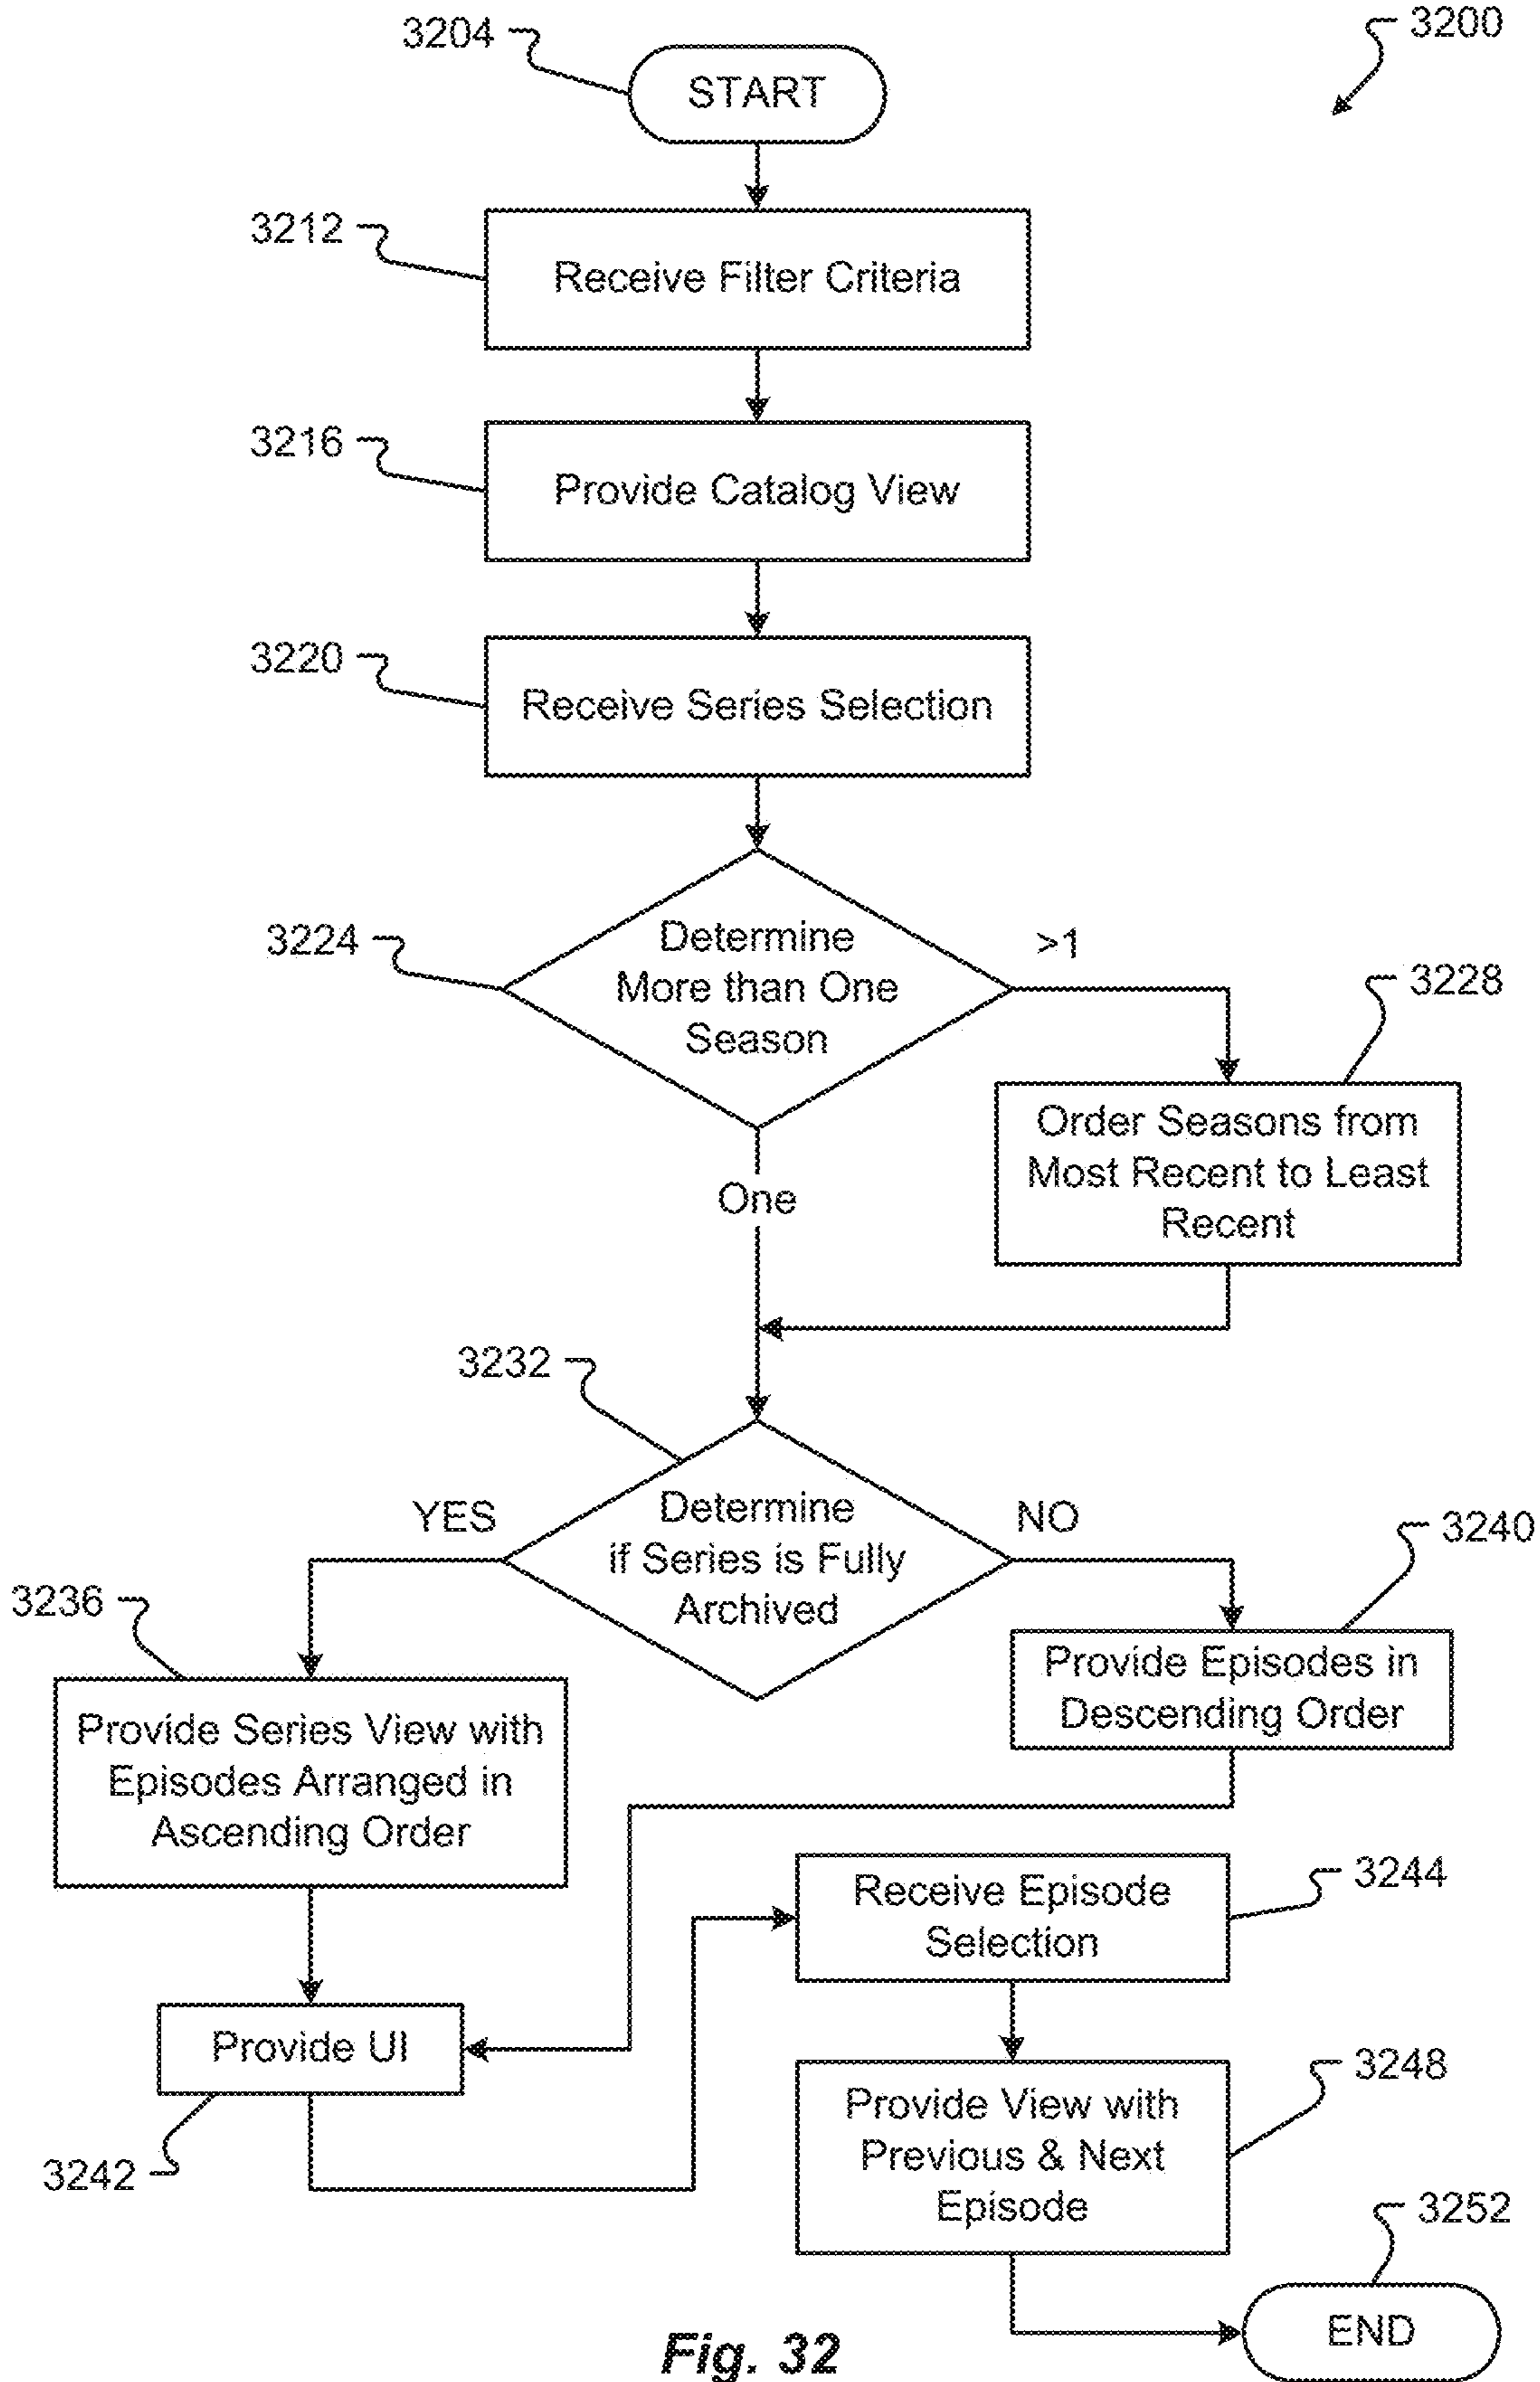 3200
3204
START
3212
Receive Filter Criteria
3216
Provide Catalog View
3220
Receive Series Selection
3224
Determine
More than One
Season
>1
3228
Order Seasons from
Most Recent to Least
Recent
One
3232
Determine
if Series is Fully
Archived
YES
NO
3236
Provide Series View with
Episodes Arranged in
Ascending Order
3240
Provide Episodes in
Descending Order
Provide UI
3242
3244
Receive Episode
Selection
3248
Provide View with
Previous & Next
Episode
3252
END
Fig. 32